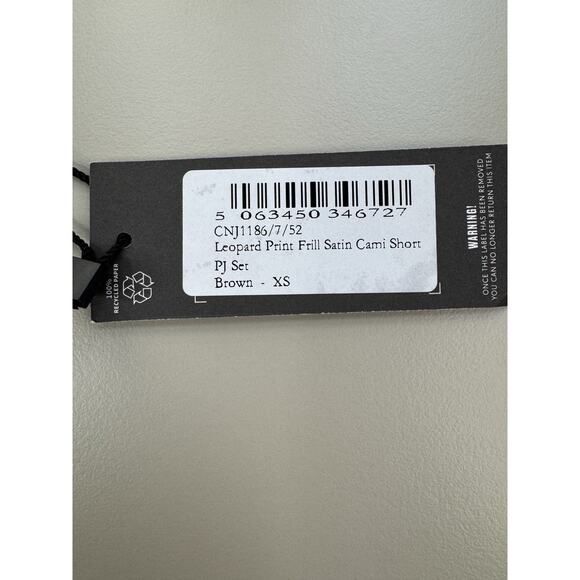 5 063450 346727
CNJ1186/7/52
Leopard Print Frill Satin Cami Short
PJ Set
Brown - XS
100%
RECYCLED PAPER
WARNING!
ONCE THIS LABEL HAS BEEN REMOVED
YOU CAN NO LONGER RETURN THIS ITEM